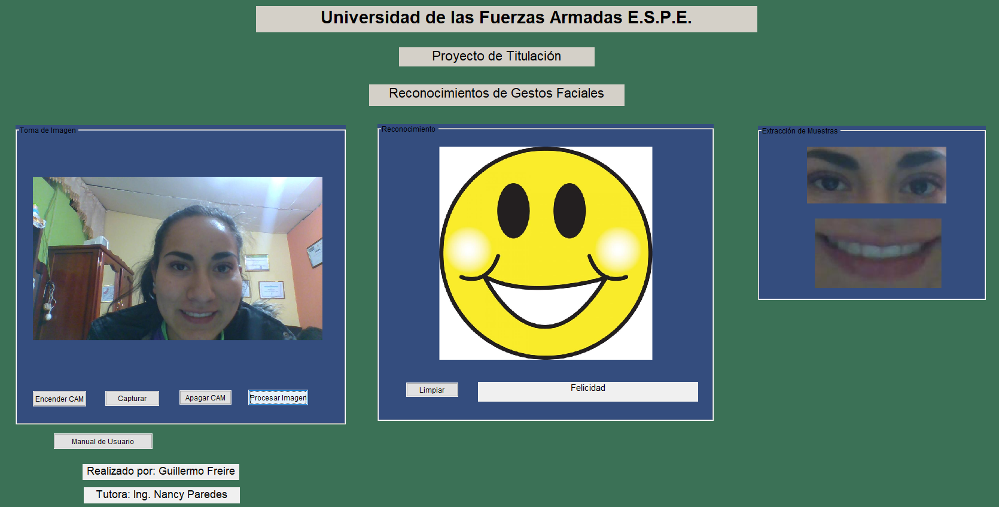 Universidad de las Fuerzas Armadas E.S.P.E.
Proyecto de Titulación
Reconocimientos de Gestos Faciales
Toma de Imagen
Encender CAM
Capturar
Apagar CAM
Procesar Imagen
Reconocimiento
Limpiar
Felicidad
Extracción de Muestras
Manual de Usuario
Realizado por: Guillermo Freire
Tutora: Ing. Nancy Paredes